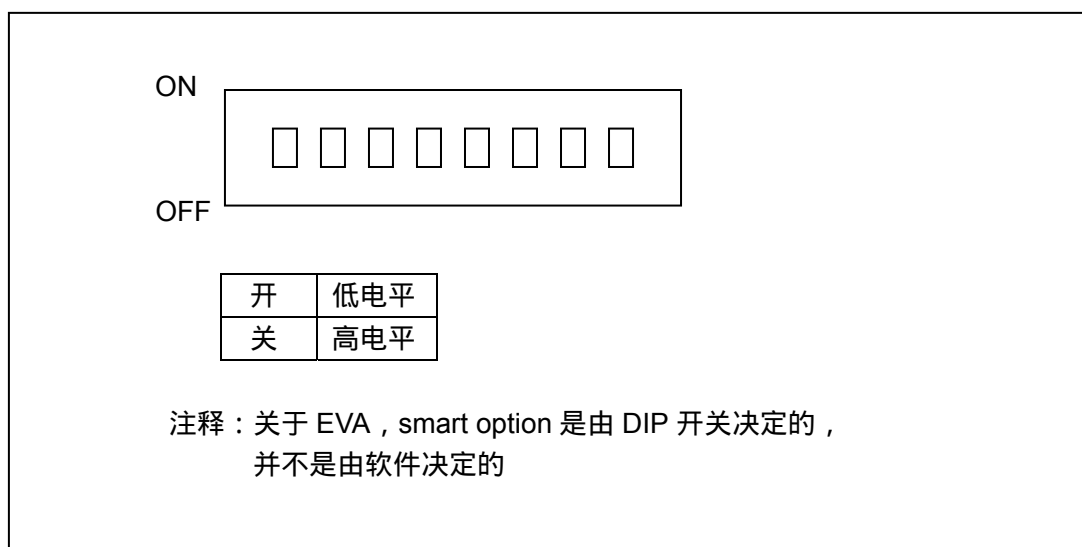 ON
OFF
开 低电平
关 高电平
注释：关于 EVA，smart option 是由 DIP 开关决定的，
并不是由软件决定的